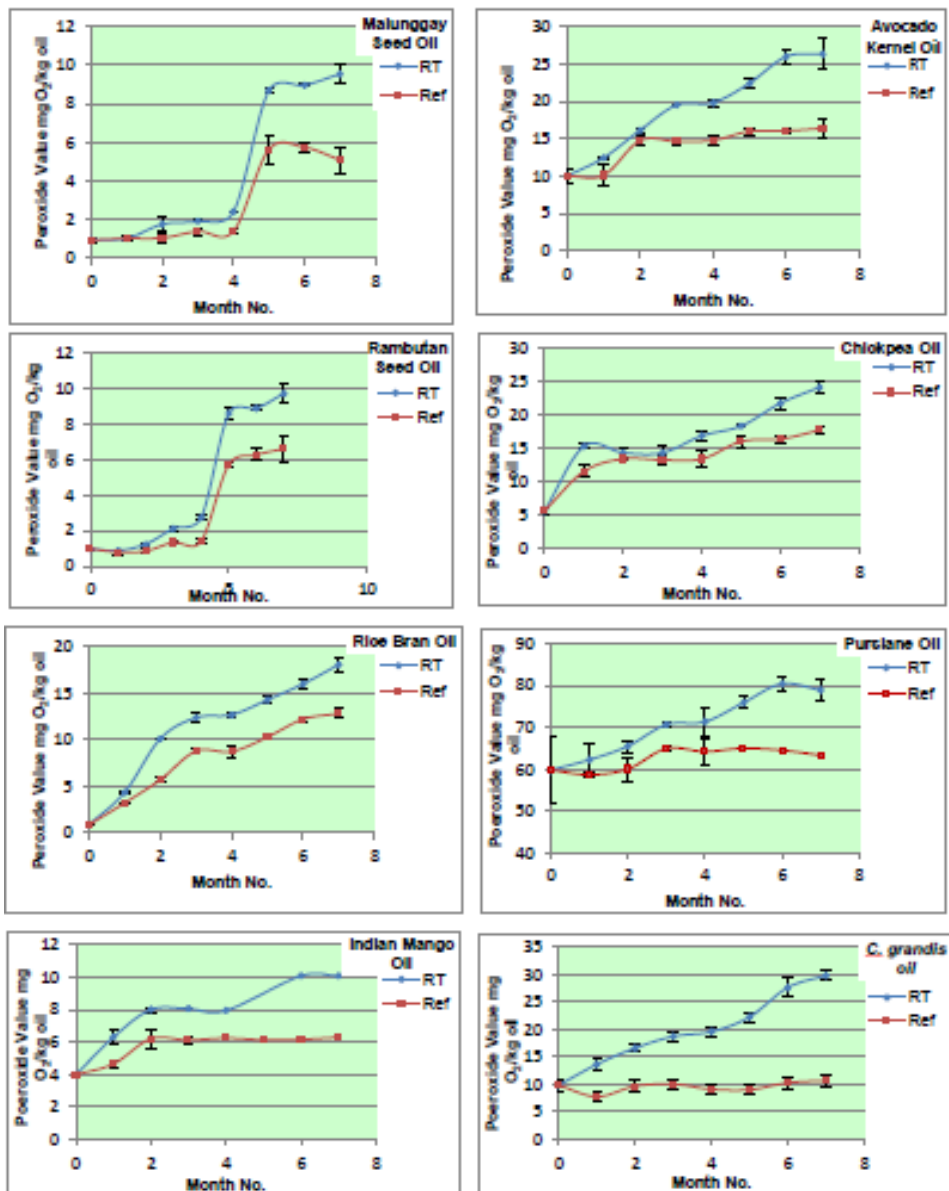 Malunggay
Seed Oil
RT
Ref
Peroxide Value mg O₂/kg oil
12
10
8
6
4
2
0
0 2 4 6 8
Month No.
Avocado
Kernel Oil
RT
Ref
Peroxide Value mg O₂/kg oil
30
25
20
15
10
5
0
0 2 4 6 8
Month No.
Rambutan
Seed Oil
RT
Ref
Peroxide Value mg O₂/kg
oil
12
10
8
6
4
2
0
0 5 10
Month No.
Chickpea Oil
RT
Ref
Peroxide Value mg O₂/kg
oil
30
25
20
15
10
5
0
0 2 4 6 8
Month No.
Rice Bran Oil
RT
Ref
Peroxide Value mg O₂/kg oil
20
15
10
5
0
0 2 4 6 8
Month No.
Purslane Oil
RT
Ref
Poeroxide Value mg O₂/kg
oil
90
80
70
60
50
40
0 2 4 6 8
Month No.
Indian Mango
Oil
RT
Ref
Poeroxide Value mg
O₂/kg oil
12
10
8
6
4
2
0
0 2 4 6 8
Month No.
C. grandis
oil
RT
Ref
Poeroxide Value mg
O₂/kg oil
35
30
25
20
15
10
5
0
0 2 4 6 8
Month No.